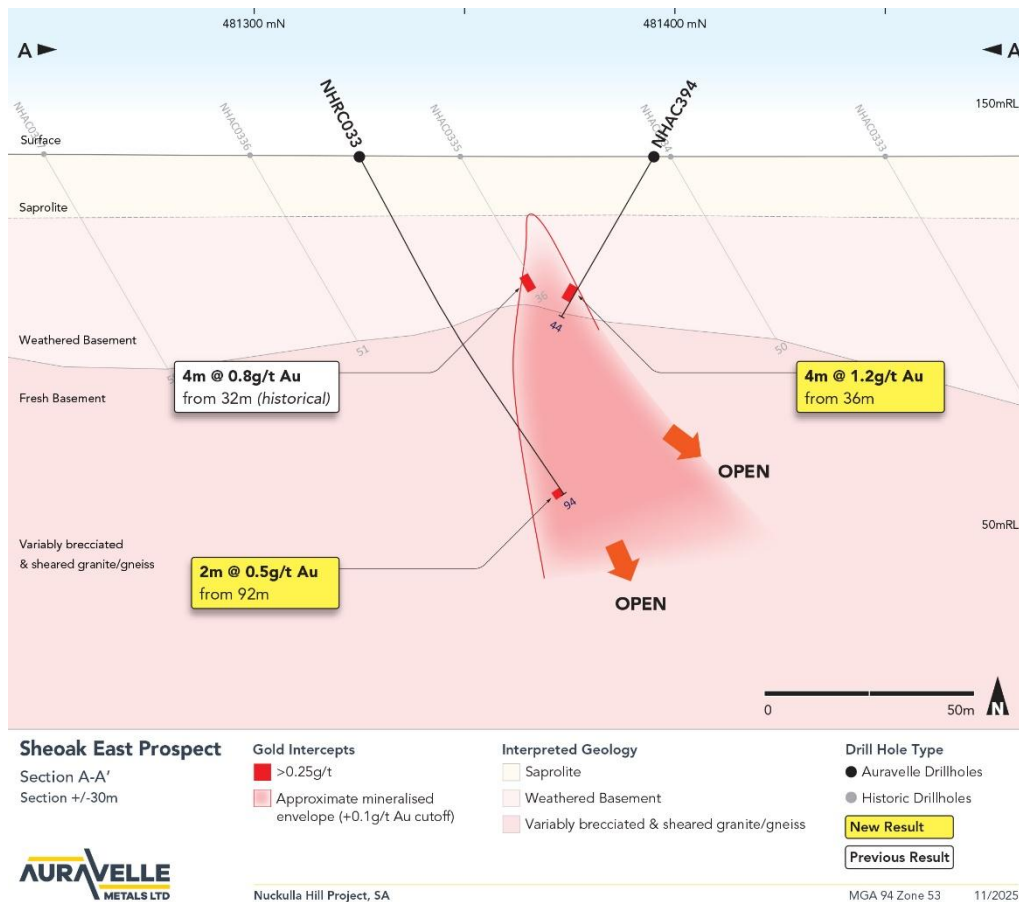 481300 mN
481400 mN
A
A
150mRL
NHAC0336
NHRC033
NHAC0335
NHAC394
NHAC0333
Surface
Saprolite
36
44
Weathered Basement
51
50
4m @ 0.8g/t Au
from 32m (historical)
4m @ 1.2g/t Au
from 36m
Fresh Basement
OPEN
94
50mRL
Variably brecciated
& sheared granite/gneiss
2m @ 0.5g/t Au
from 92m
OPEN
0
50m
N
Sheoak East Prospect
Section A-A'
Section +/-30m
Gold Intercepts
>0.25g/t
Approximate mineralised
envelope (+0.1g/t Au cutoff)
Interpreted Geology
Saprolite
Weathered Basement
Variably brecciated & sheared granite/gneiss
Drill Hole Type
Auravelle Drillholes
Historic Drillholes
New Result
Previous Result
AURAVELLE
METALS LTD
Nuckulla Hill Project, SA
MGA 94 Zone 53
11/2025